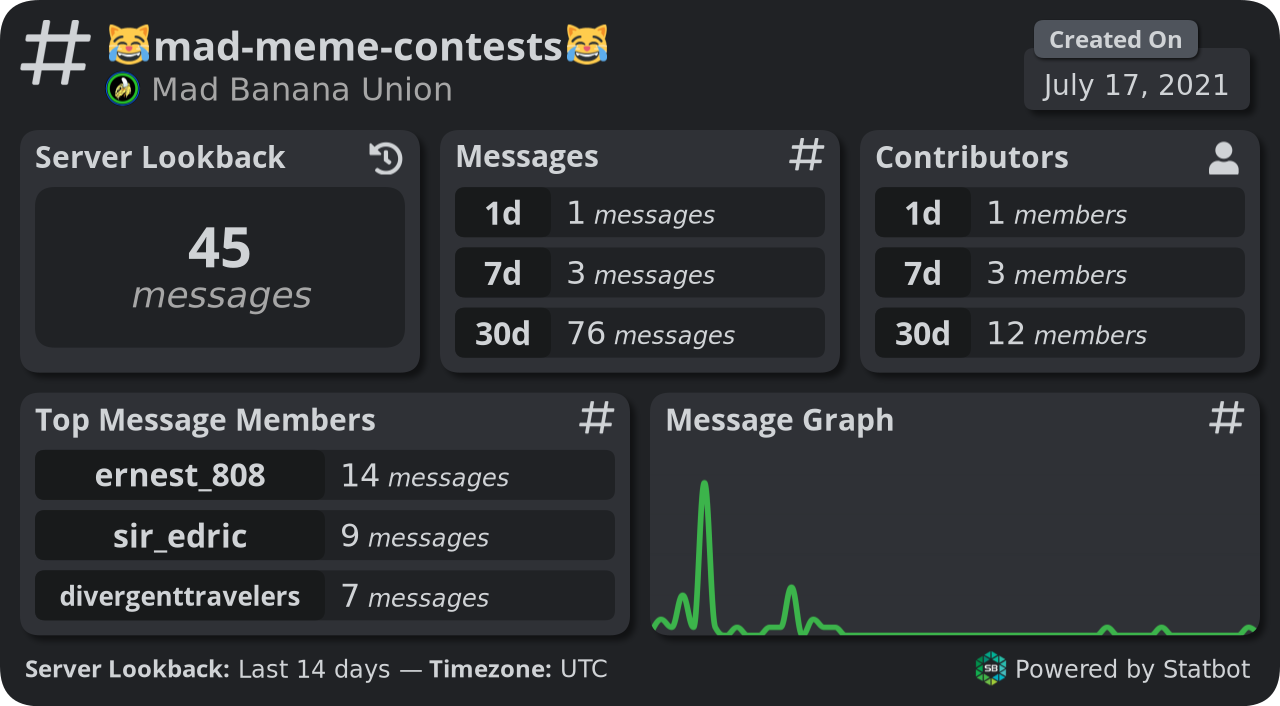 # 😹mad-meme-contests😹
Mad Banana Union
Created On
July 17, 2021
Server Lookback
45
messages
Messages #
1d 1 messages
7d 3 messages
30d 76 messages
Contributors
1d 1 members
7d 3 members
30d 12 members
Top Message Members #
ernest_808 14 messages
sir_edric 9 messages
divergenttravelers 7 messages
Message Graph #
Server Lookback: Last 14 days — Timezone: UTC
SB Powered by Statbot